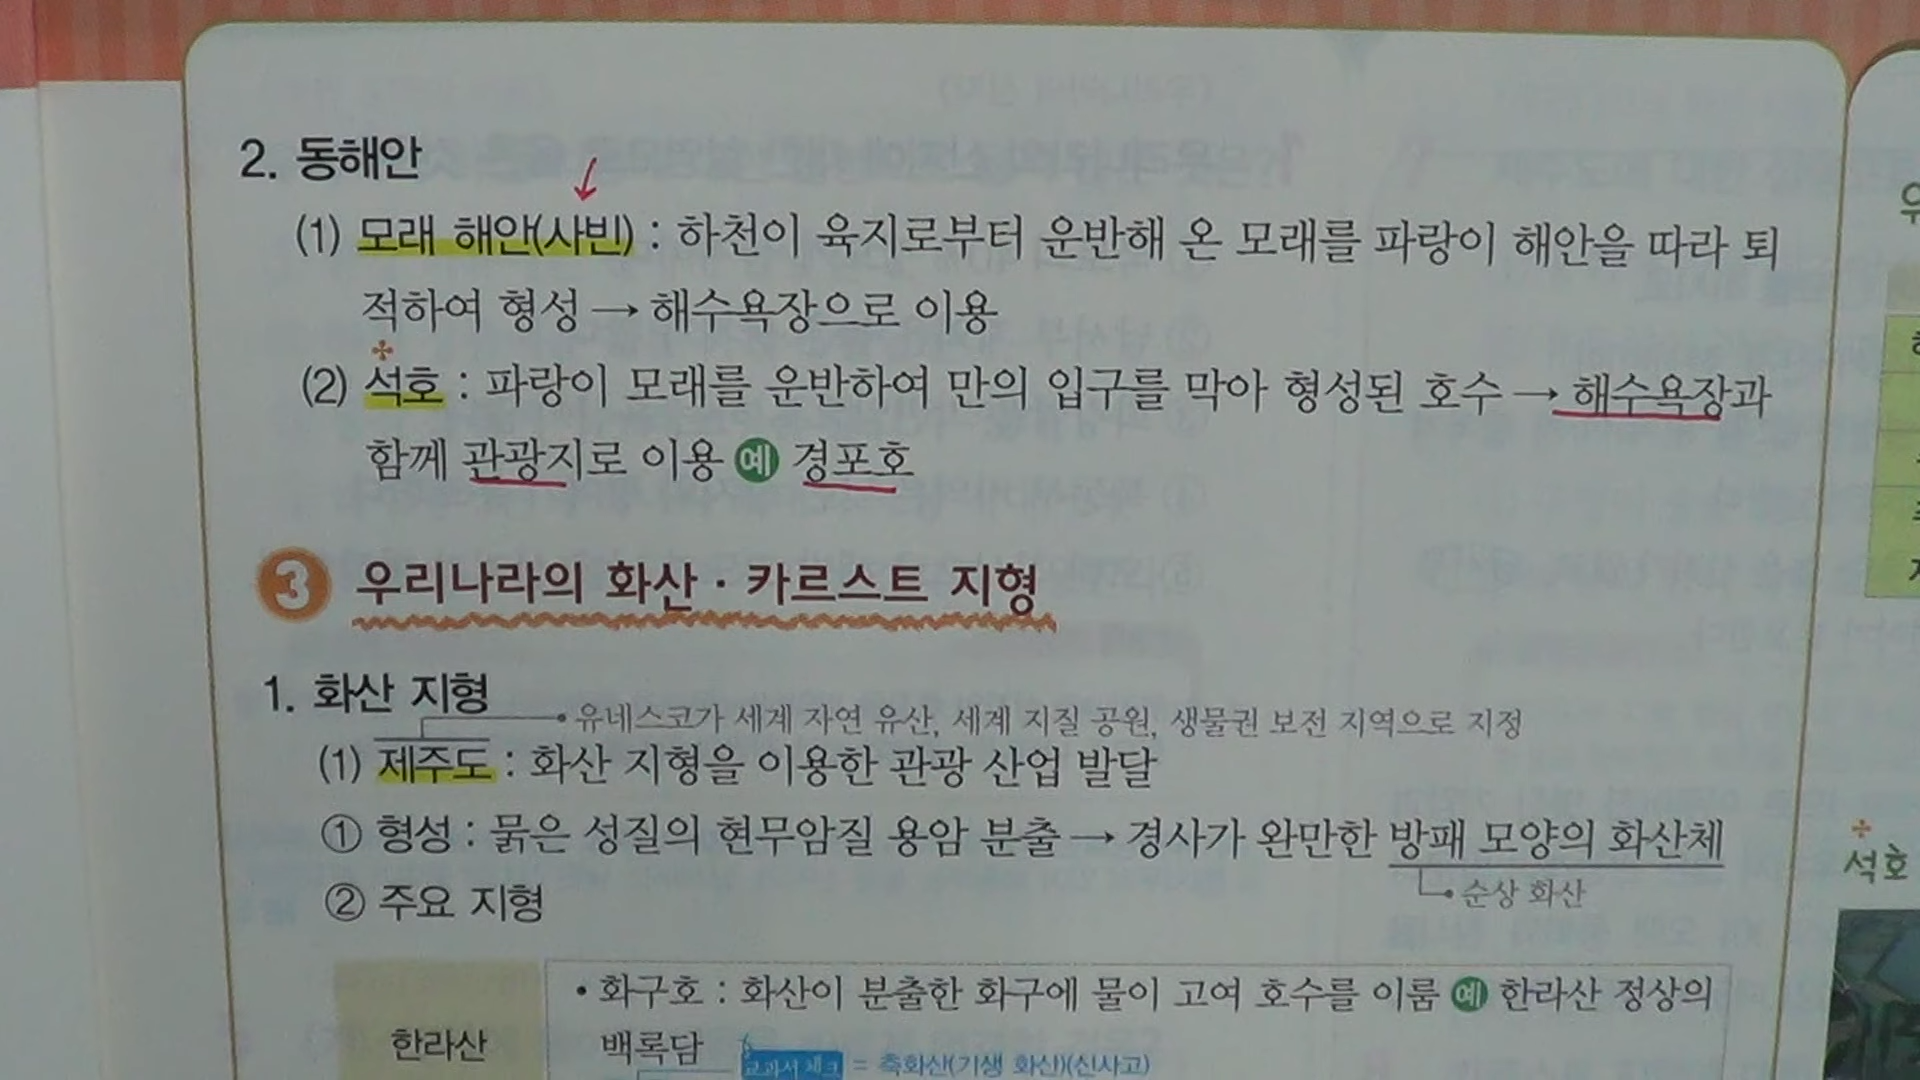 2. 동해안
(1) 모래 해안(사빈) : 하천이 육지로부터 운반해 온 모래를 파랑이 해안을 따라 퇴
적하여 형성 → 해수욕장으로 이용
(2) 석호 : 파랑이 모래를 운반하여 만의 입구를 막아 형성된 호수 → 해수욕장과
함께 관광지로 이용 예 경포호
3 우리나라의 화산 · 카르스트 지형
1. 화산 지형
유네스코가 세계 자연 유산, 세계 지질 공원, 생물권 보전 지역으로 지정
(1) 제주도 : 화산 지형을 이용한 관광 산업 발달
① 형성 : 묽은 성질의 현무암질 용암 분출 → 경사가 완만한 방패 모양의 화산체
순상 화산
② 주요 지형
한라산
• 화구호 : 화산이 분출한 화구에 물이 고여 호수를 이룸 예 한라산 정상의
백록담
교과서 체크 = 측화산(기생 화산)(신사고)
석호